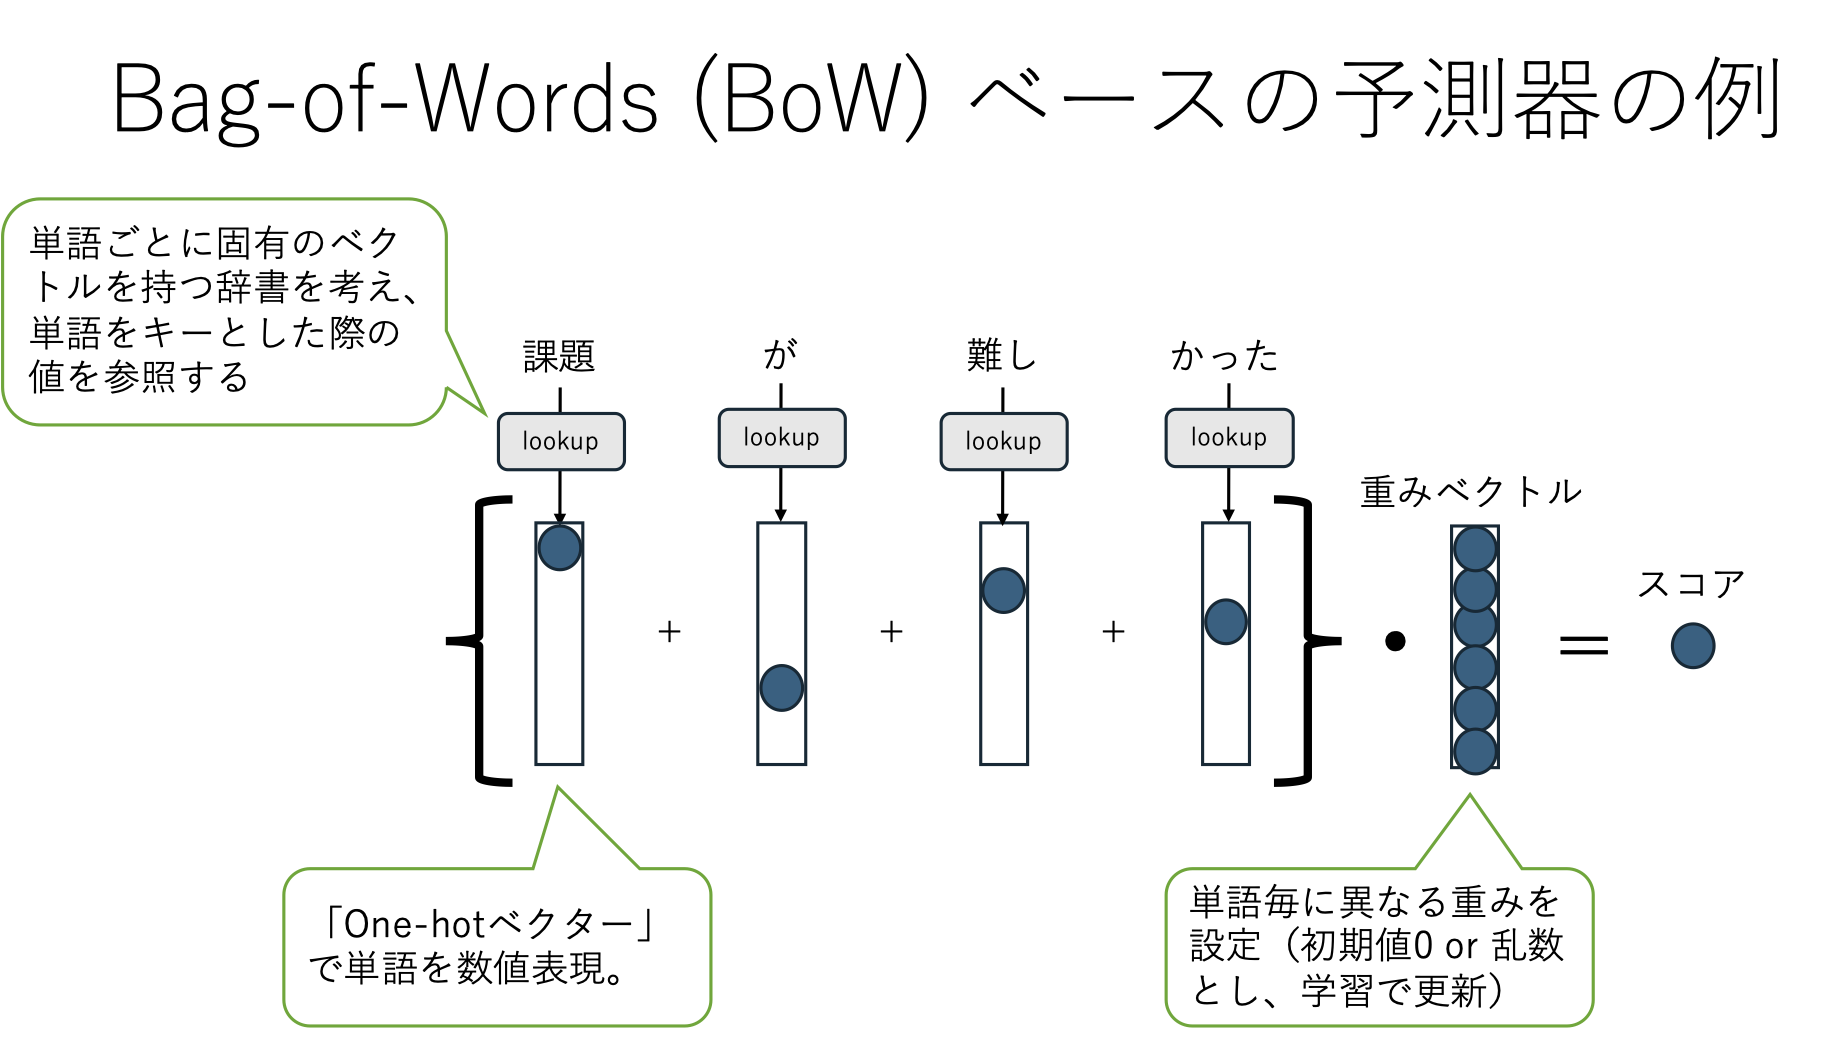 Bag-of-Words (BoW) ベースの予測器の例
単語ごとに固有のベク
トルを持つ辞書を考え、
単語をキーとした際の
値を参照する
課題
が
難し
かった
lookup
lookup
lookup
lookup
重みベクトル
スコア
+
+
+
・
=
「One-hotベクター」
で単語を数値表現。
単語毎に異なる重みを
設定（初期値0 or 乱数
とし、学習で更新）